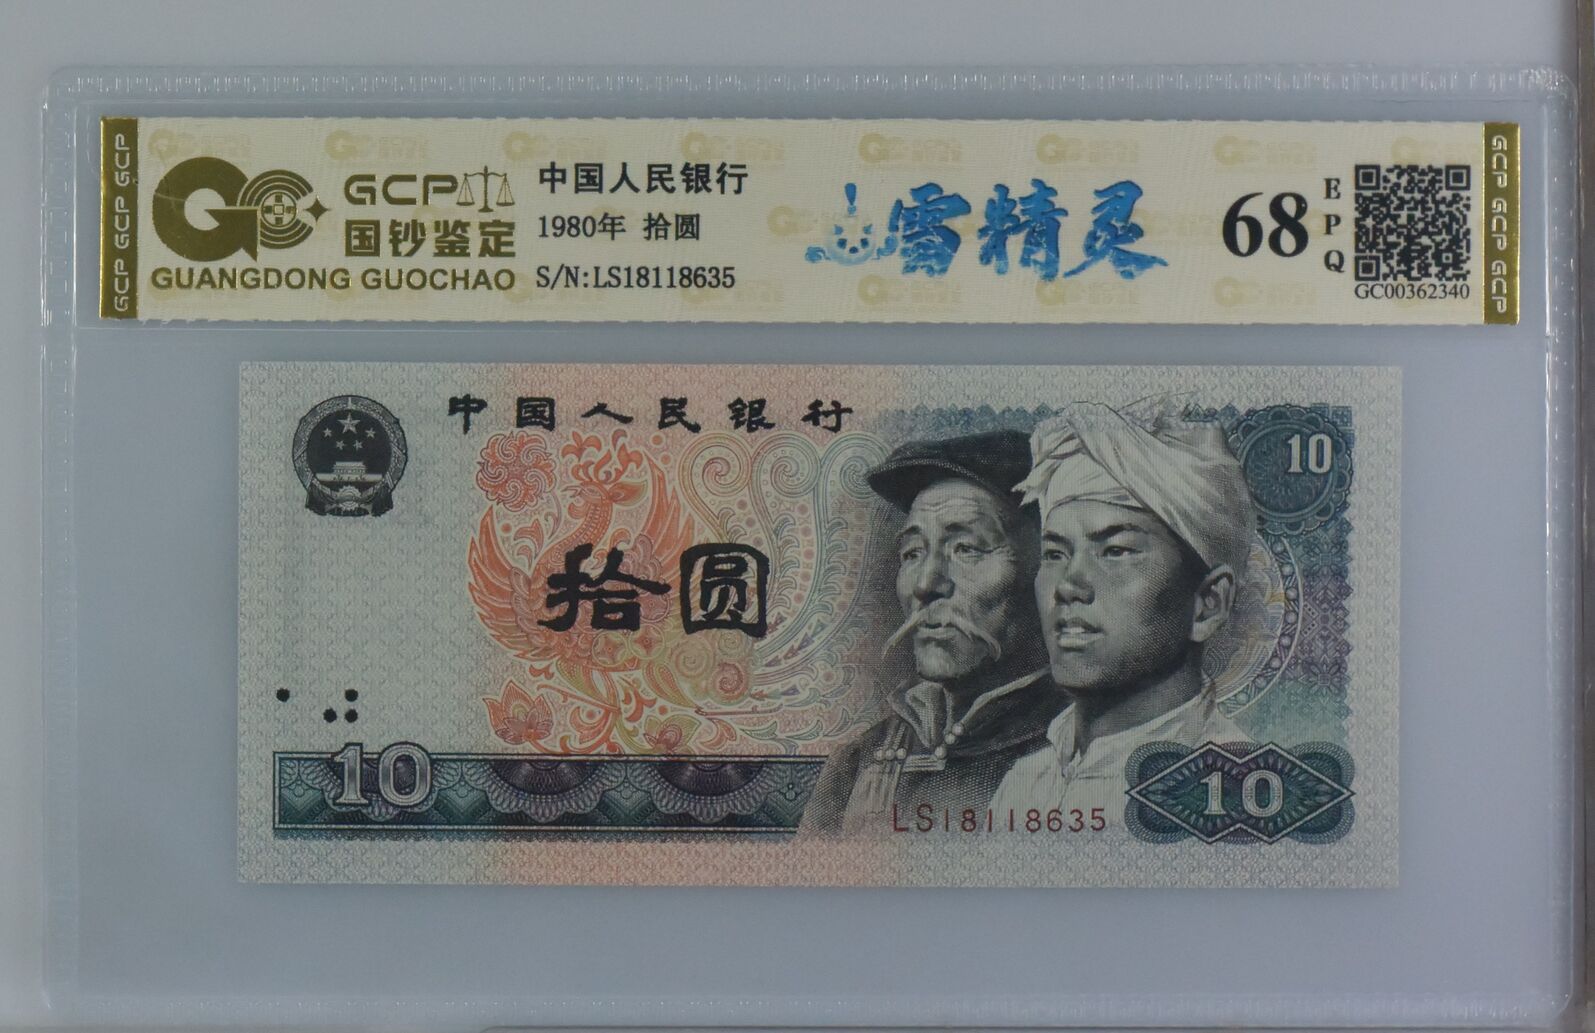 GCP GCP GCP
GCP
国钞鉴定
GUANGDONG GUOCHAO
中国人民银行
1980年 拾圆
S/N:LS18118635
雪精灵
68
EPQ
GC00362340
GCP GCP GCP
中国人民银行
10
拾圆
10
LS18118635
10